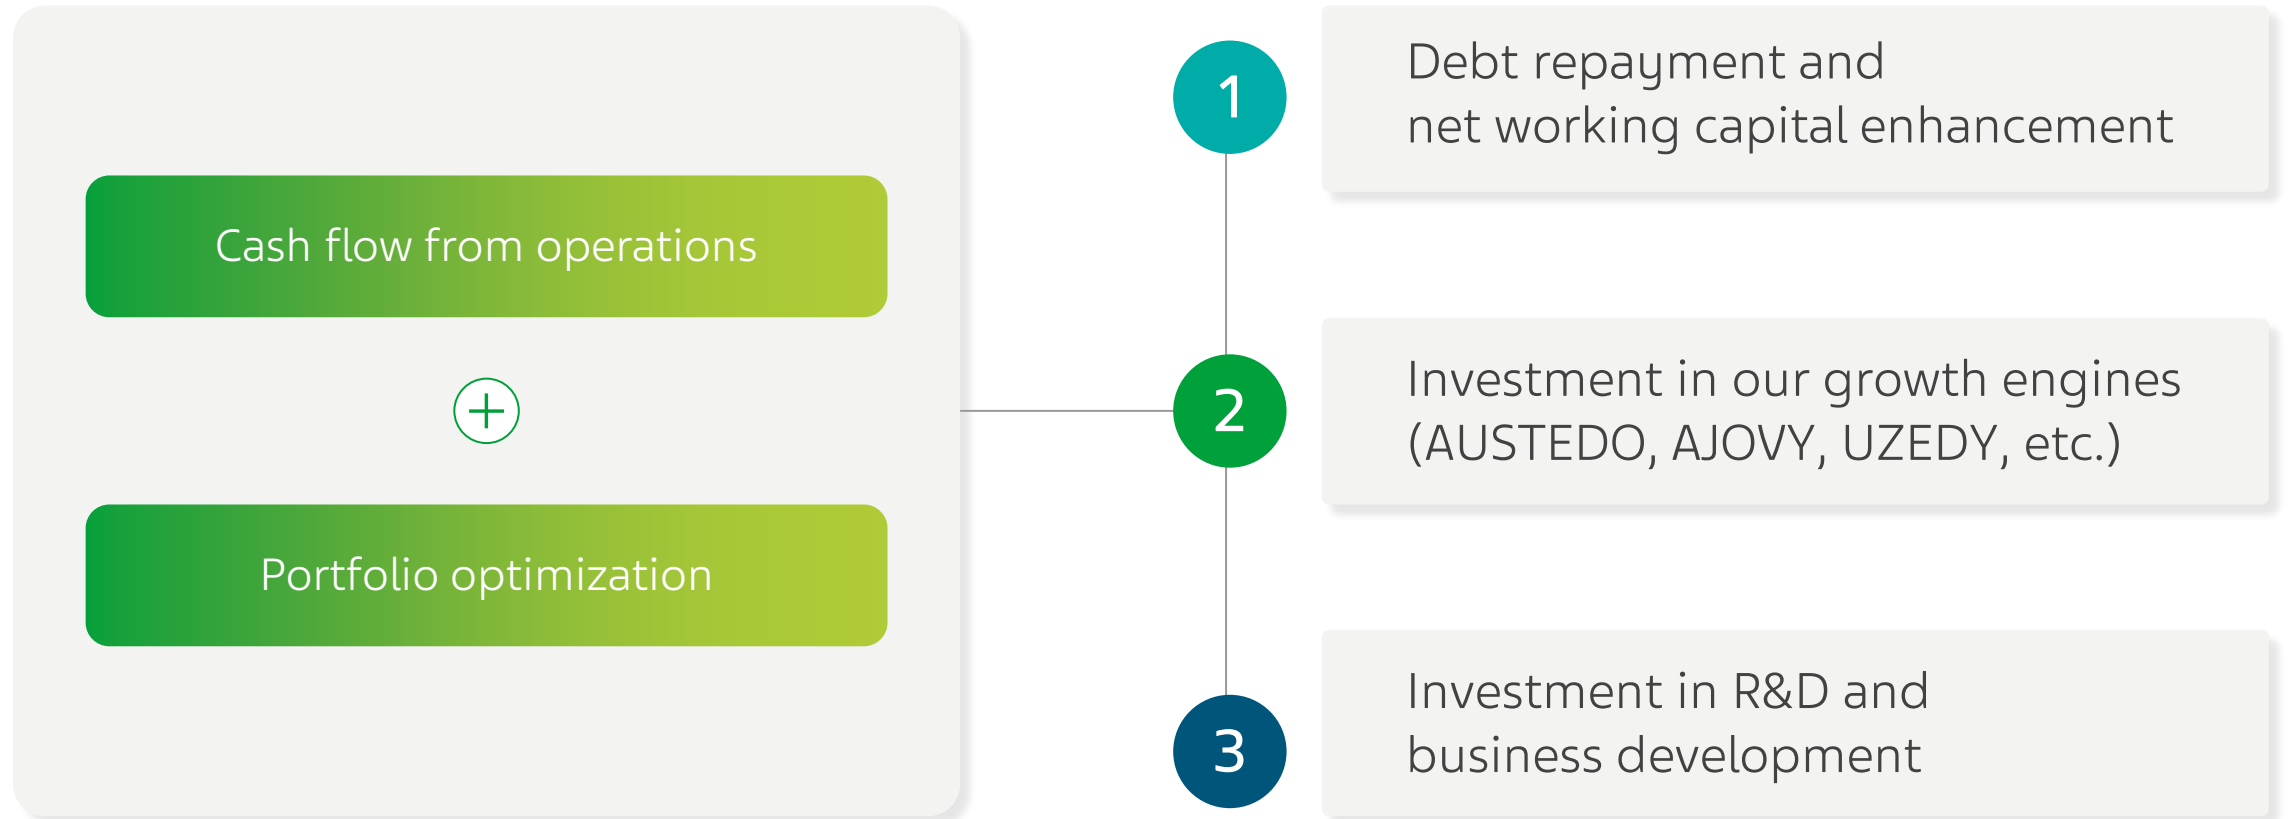 Cash flow from operations
+
Portfolio optimization
1
Debt repayment and
net working capital enhancement
2
Investment in our growth engines
(AUSTEDO, AJOVY, UZEDY, etc.)
3
Investment in R&D and
business development